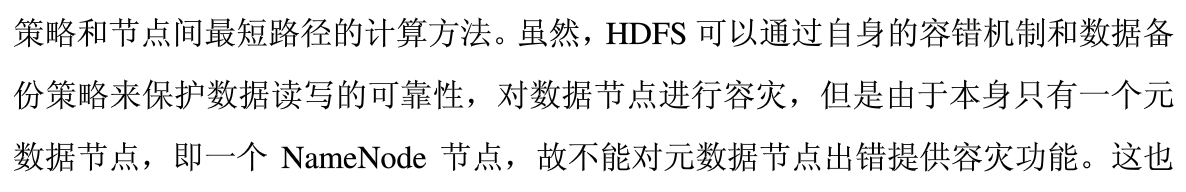 策略和节点间最短路径的计算方法。虽然，HDFS 可以通过自身的容错机制和数据备
份策略来保护数据读写的可靠性，对数据节点进行容灾，但是由于本身只有一个元
数据节点，即一个 NameNode 节点，故不能对元数据节点出错提供容灾功能。这也